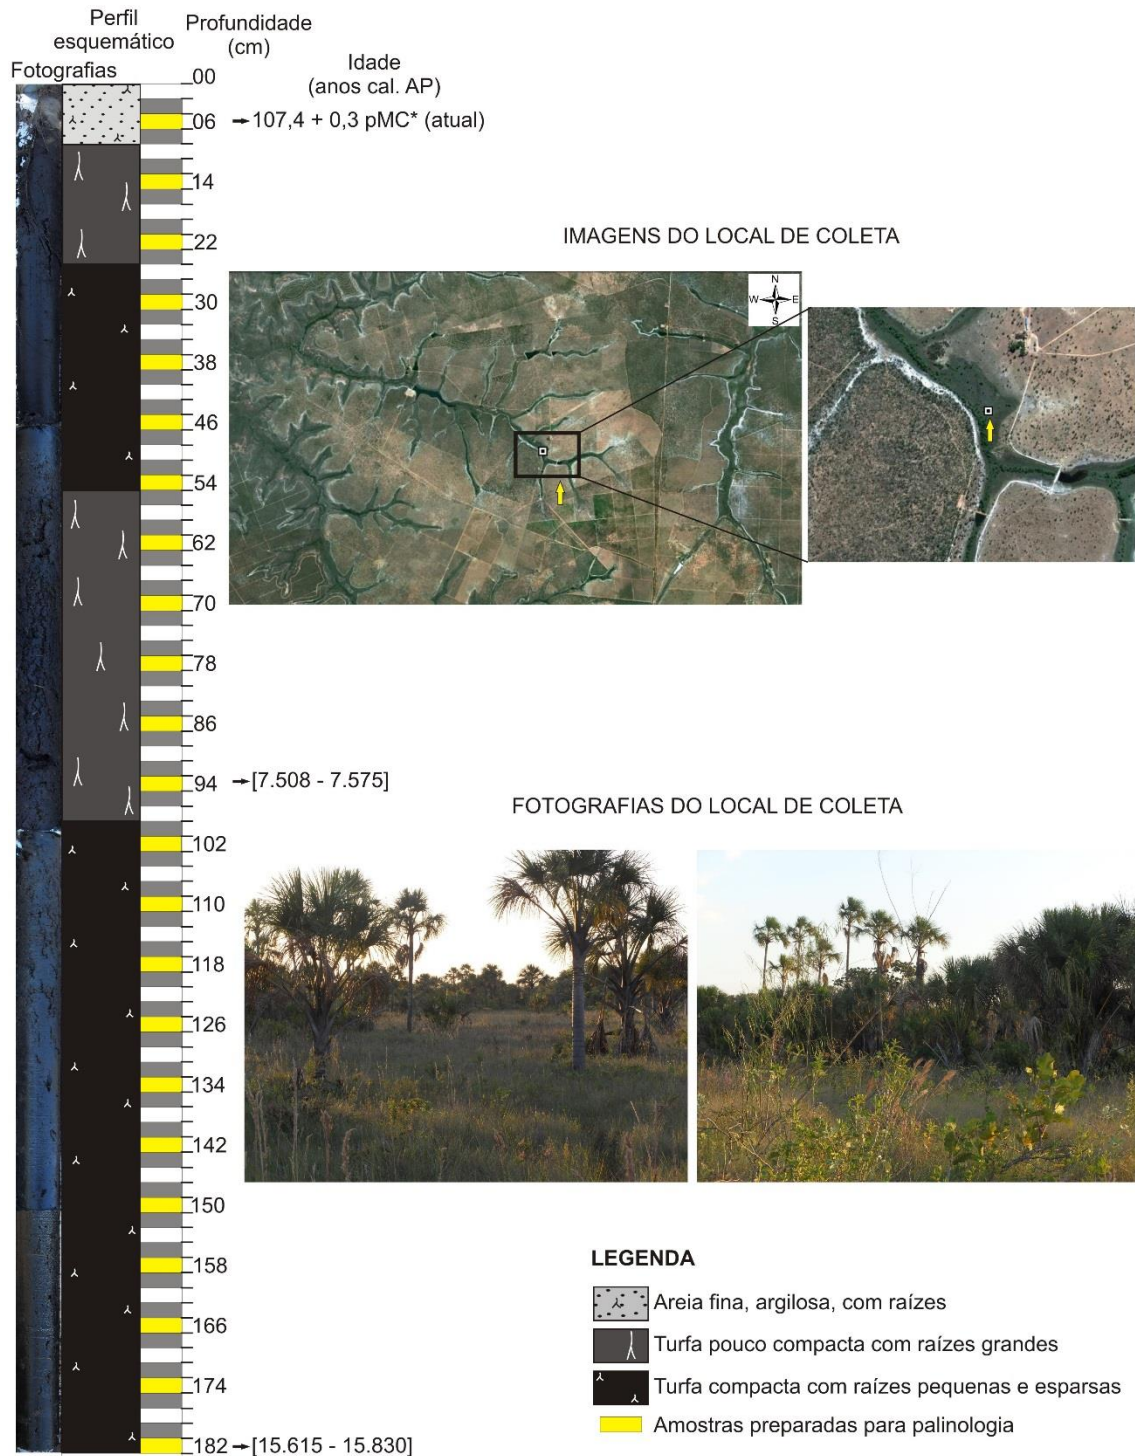 Perfil
esquemático
Profundidade
(cm)
Fotografias
Idade
(anos cal. AP)
00
06
107,4 + 0,3 pMC* (atual)
14
22
30
38
46
54
62
70
78
86
94
[7.508 - 7.575]
102
110
118
126
134
142
150
158
166
174
182
[15.615 - 15.830]
IMAGENS DO LOCAL DE COLETA
N
W
E
S
FOTOGRAFIAS DO LOCAL DE COLETA
LEGENDA
Areia fina, argilosa, com raízes
Turfa pouco compacta com raízes grandes
Turfa compacta com raízes pequenas e esparsas
Amostras preparadas para palinologia